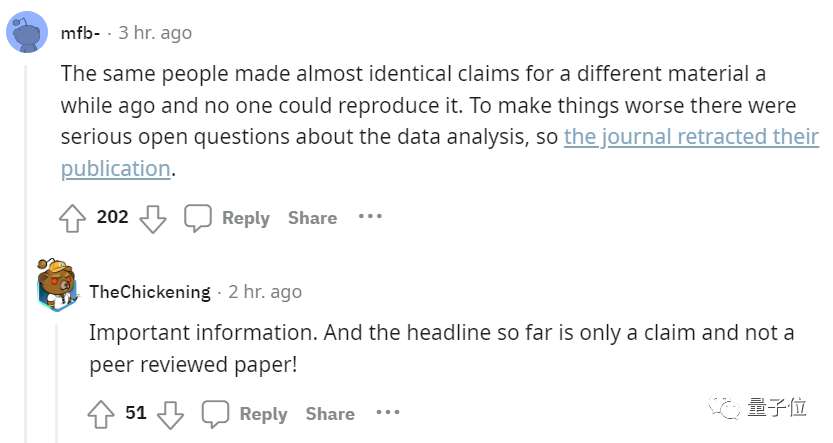 mfb- · 3 hr. ago
The same people made almost identical claims for a different material a
while ago and no one could reproduce it. To make things worse there were
serious open questions about the data analysis, so the journal retracted their
publication.
202 Reply Share ···
TheChickening · 2 hr. ago
Important information. And the headline so far is only a claim and not a
peer reviewed paper!
51 Reply Share ···
量子位